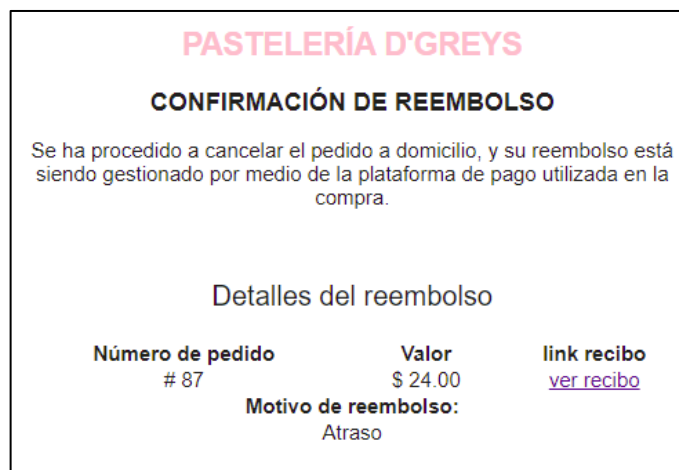 PASTELERÍA D'GREYS
CONFIRMACIÓN DE REEMBOLSO
Se ha procedido a cancelar el pedido a domicilio, y su reembolso está
siendo gestionado por medio de la plataforma de pago utilizada en la
compra.
Detalles del reembolso
Número de pedido Valor link recibo
# 87 $ 24.00 ver recibo
Motivo de reembolso:
Atraso